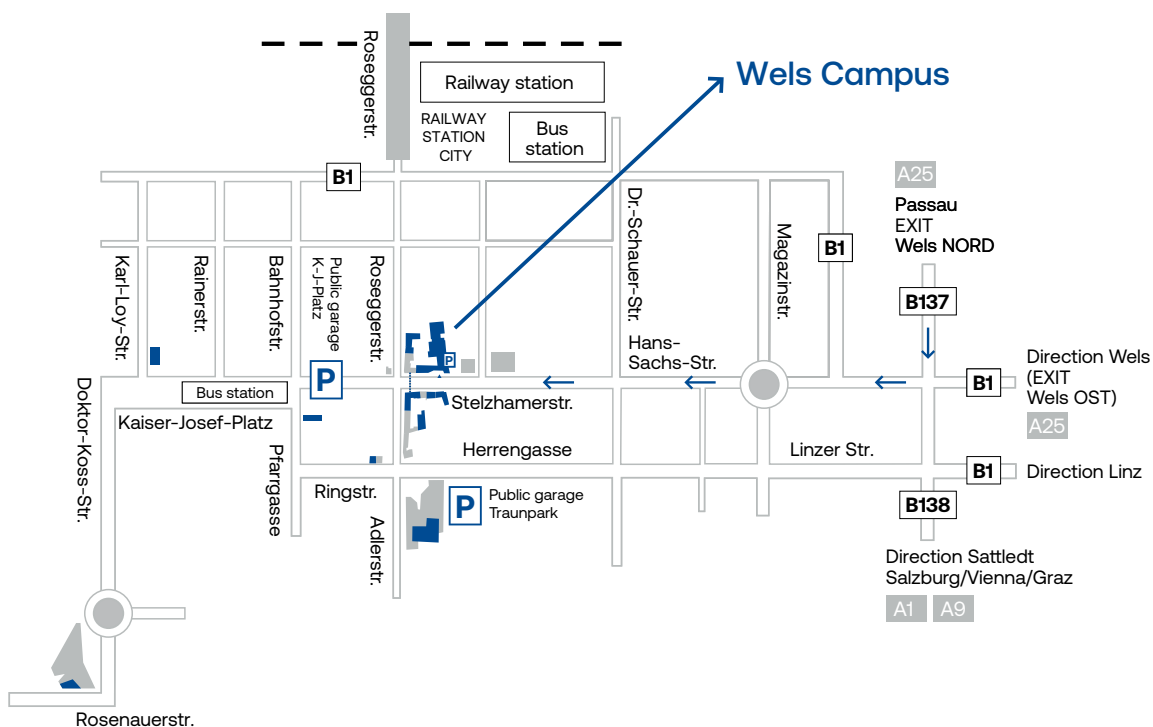 Roseggerstr.
Wels Campus
Railway station
RAILWAY
STATION
CITY
Bus
station
B1
A25
Passau
EXIT
Wels NORD
B1
B137
Karl-Loy-Str.
Rainerstr.
Bahnhofstr.
Public garage
K-J-Platz
Roseggerstr.
Dr.-Schauer-Str.
Magazinstr.
Hans-
Sachs-Str.
P
P
Bus station
Stelzhamerstr.
B1
Direction Wels
(EXIT
Wels OST)
A25
Doktor-Koss-Str.
Kaiser-Josef-Platz
Pfarrgasse
Herrengasse
Linzer Str.
B1
Direction Linz
Ringstr.
Adlerstr.
P
Public garage
Traunpark
B138
Direction Sattledt
Salzburg/Vienna/Graz
A1
A9
Rosenauerstr.